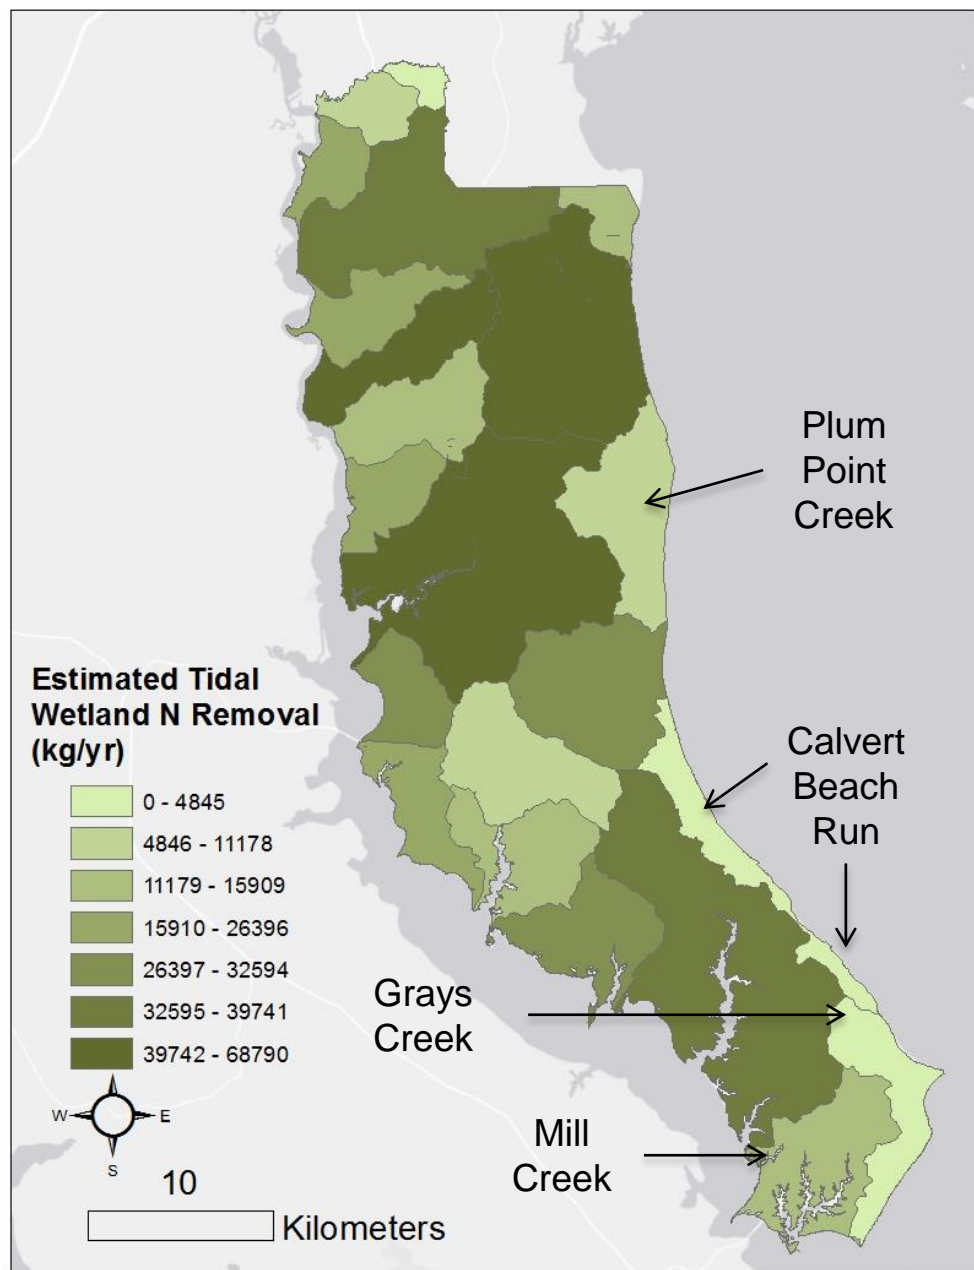 Plum
Point
Creek
Estimated Tidal
Wetland N Removal
(kg/yr)
0 - 4845
4846 - 11178
11179 - 15909
15910 - 26396
26397 - 32594
32595 - 39741
39742 - 68790
Calvert
Beach
Run
Grays
Creek
Mill
Creek
N
W
E
S
10
Kilometers